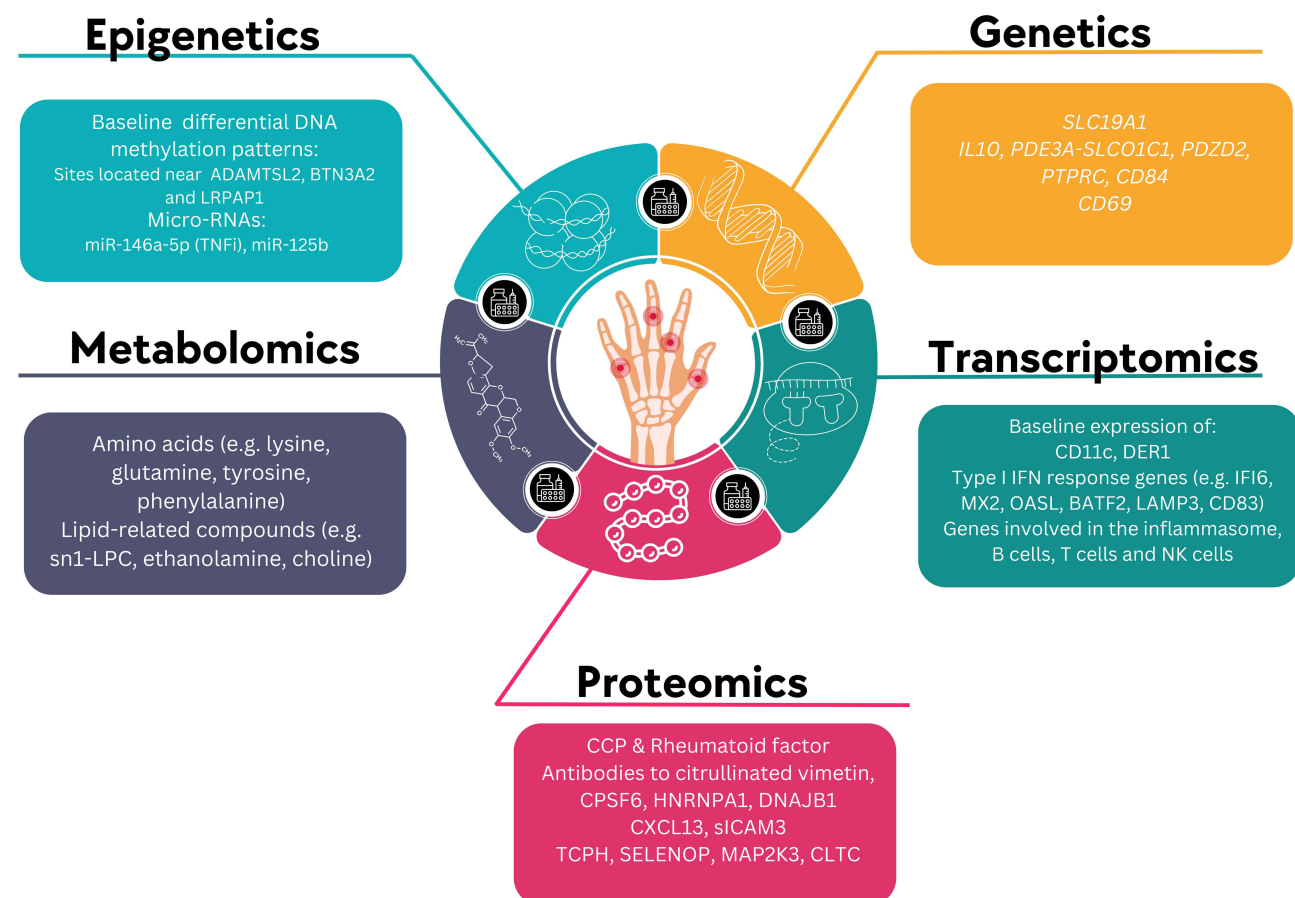 Epigenetics
Baseline differential DNA
methylation patterns:
Sites located near ADAMTSL2, BTN3A2
and LRPAP1
Micro-RNAs:
miR-146a-5p (TNFi), miR-125b
Genetics
SLC19A1
IL10, PDE3A-SLCO1C1, PDZD2,
PTPRC, CD84
CD69
Metabolomics
Amino acids (e.g. lysine,
glutamine, tyrosine,
phenylalanine)
Lipid-related compounds (e.g.
sn1-LPC, ethanolamine, choline)
H₃C
CH₃
O
O
O
O
O
O
CH₃
O
CH₃
Transcriptomics
Baseline expression of:
CD11c, DER1
Type I IFN response genes (e.g. IFI6,
MX2, OASL, BATF2, LAMP3, CD83)
Genes involved in the inflammasome,
B cells, T cells and NK cells
Proteomics
CCP & Rheumatoid factor
Antibodies to citrullinated vimetin,
CPSF6, HNRNPA1, DNAJB1
CXCL13, sICAM3
TCPH, SELENOP, MAP2K3, CLTC